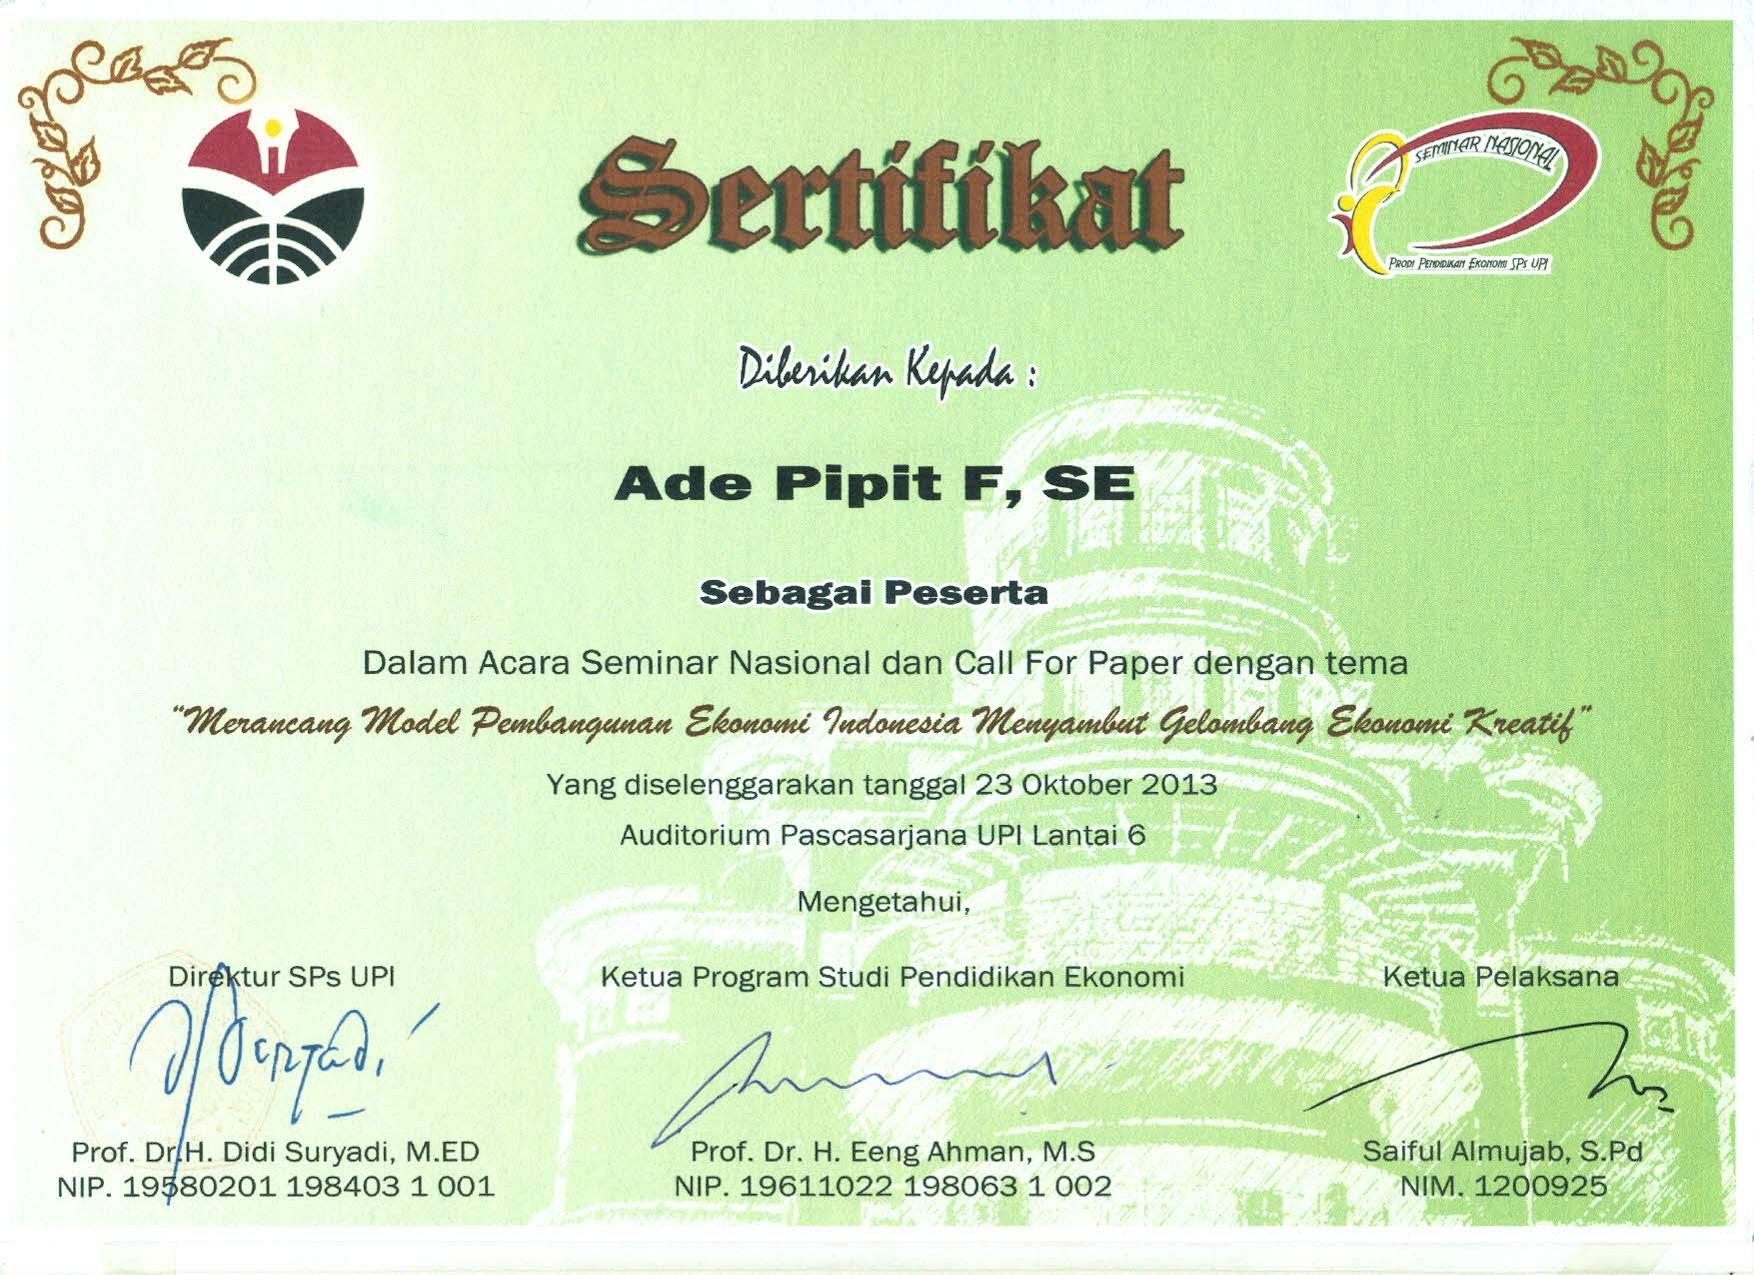 Sertifikat
SEMINAR NASIONAL
PRODI PENDIDIKAN EKONOMI SPS UPI
Diberikan Kepada :
Ade Pipit F, SE
Sebagai Peserta
Dalam Acara Seminar Nasional dan Call For Paper dengan tema
"Merancang Model Pembangunan Ekonomi Indonesia Menyambut Gelombang Ekonomi Kreatif"
Yang diselenggarakan tanggal 23 Oktober 2013
Auditorium Pascasarjana UPI Lantai 6
Mengetahui,
Direktur SPs UPI
Ketua Program Studi Pendidikan Ekonomi
Ketua Pelaksana
Prof. Dr.H. Didi Suryadi, M.ED
NIP. 19580201 198403 1 001
Prof. Dr. H. Eeng Ahman, M.S
NIP. 19611022 198063 1 002
Saiful Almujab, S.Pd
NIM. 1200925